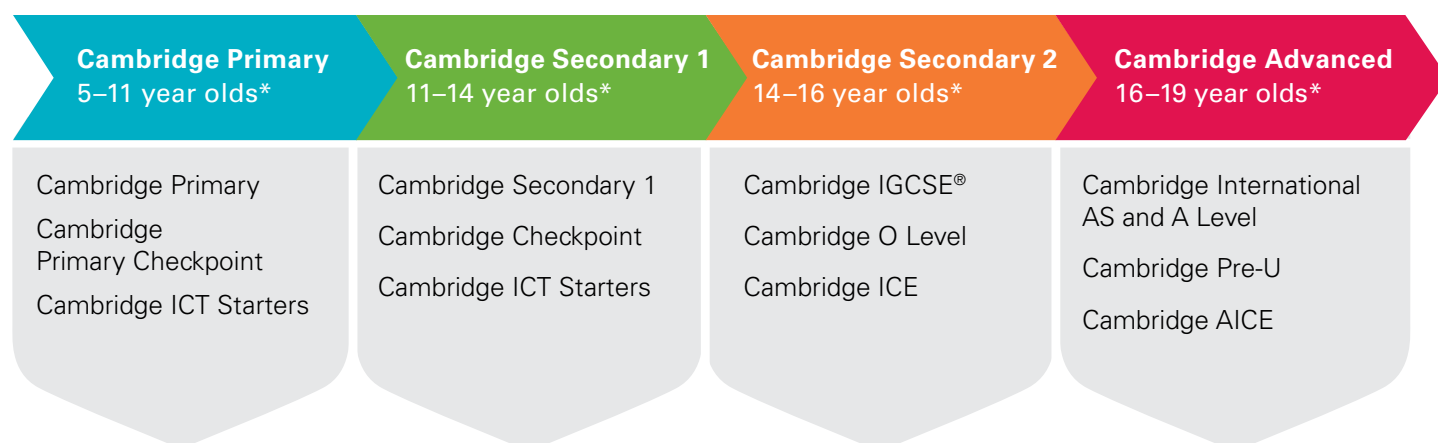 Cambridge Primary
5–11 year olds*
Cambridge Secondary 1
11–14 year olds*
Cambridge Secondary 2
14–16 year olds*
Cambridge Advanced
16–19 year olds*
Cambridge Primary
Cambridge
Primary Checkpoint
Cambridge ICT Starters
Cambridge Secondary 1
Cambridge Checkpoint
Cambridge ICT Starters
Cambridge IGCSE®
Cambridge O Level
Cambridge ICE
Cambridge International
AS and A Level
Cambridge Pre-U
Cambridge AICE